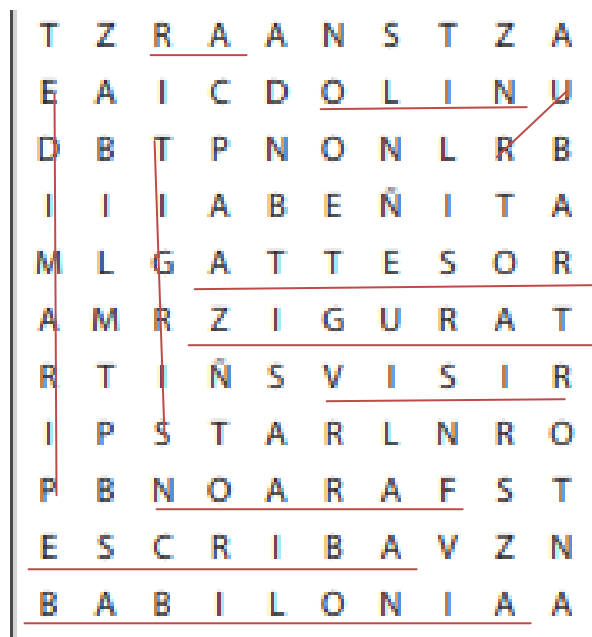 T Z R A A N S T Z A
E A I C D O L I N U
D B T P N O N L R B
I I I A B E Ñ I T A
M L G A T T E S O R
A M R Z I G U R A T
R T I Ñ S V I S I R
I P S T A R L N R O
P B N O A R A F S T
E S C R I B A V Z N
B A B I L O N I A A